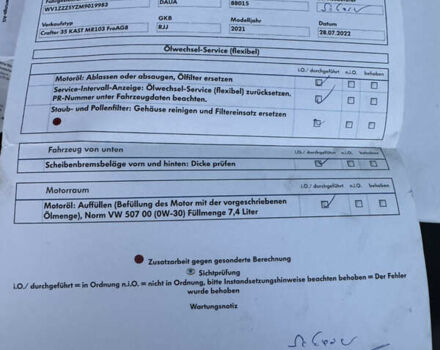 WV1ZZZSYZM9019983 DAUA 88015
Verkaufstyp GKB Modelljahr Datum
Crafter 35 KAST MR103 FroAG8 RJJ 2021 28.07.2022
Ölwechsel-Service (flexibel)
i.O./ durchgeführt n.i.O. behoben
Motoröl: Ablassen oder absaugen, Ölfilter ersetzen
Service-Intervall-Anzeige: Ölwechsel-Service (flexibel) zurücksetzen.
PR-Nummer unter Fahrzeugdaten beachten.
Staub- und Pollenfilter: Gehäuse reinigen und Filtereinsatz ersetzen
Fahrzeug von unten i.O./ durchgeführt n.i.O. behoben
Scheibenbremsbeläge vorn und hinten: Dicke prüfen
Motorraum i.O./ durchgeführt n.i.O. behoben
Motoröl: Auffüllen (Befüllung des Motor mit der vorgeschriebenen
Ölmenge), Norm VW 507 00 (0W-30) Füllmenge 7,4 Liter
Zusatzarbeit gegen gesonderte Berechnung
Sichtprüfung
i.O./ durchgeführt = in Ordnung n.i.O. = nicht in Ordnung, bitte Instandsetzungshinweise beachten behoben = Der Fehler
wurde behoben
Wartungsnotiz